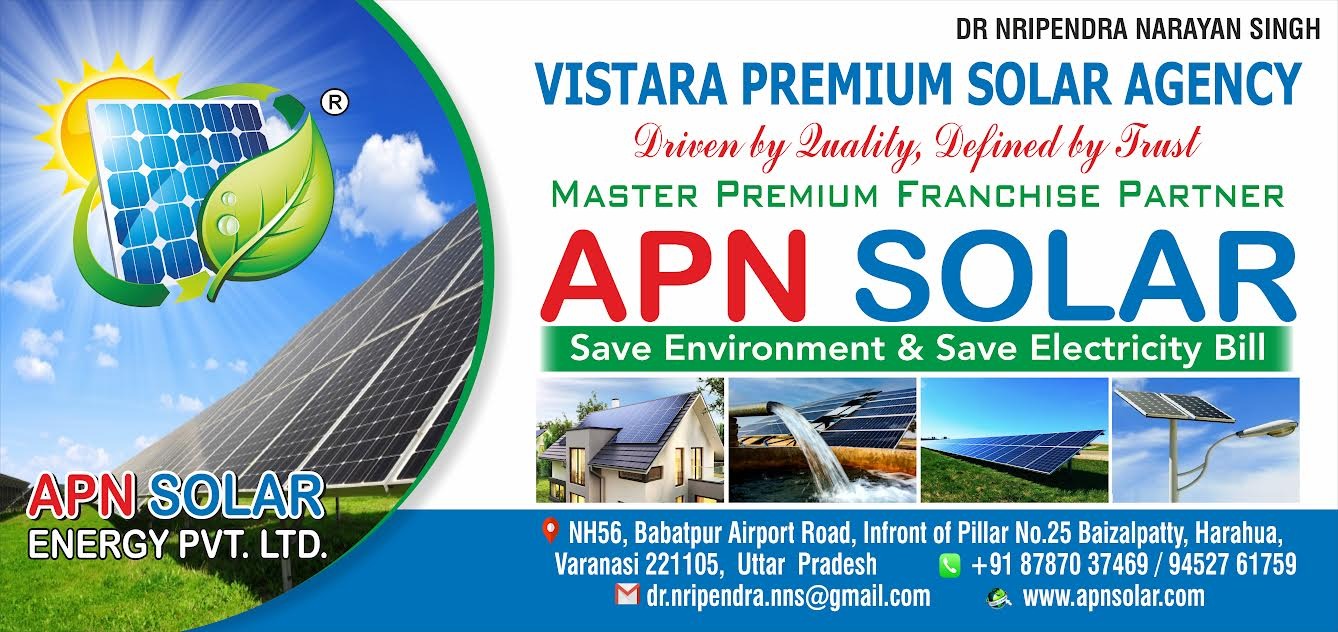 DR NRIPENDRA NARAYAN SINGH
VISTARA PREMIUM SOLAR AGENCY
Driven by Quality, Defined by Trust
MASTER PREMIUM FRANCHISE PARTNER
APN SOLAR
Save Environment & Save Electricity Bill
®
APN SOLAR
ENERGY PVT. LTD.
NH56, Babatpur Airport Road, Infront of Pillar No.25 Baizalpatty, Harahua,
Varanasi 221105, Uttar Pradesh +91 87870 37469 / 94527 61759
dr.nripendra.nns@gmail.com www.apnsolar.com